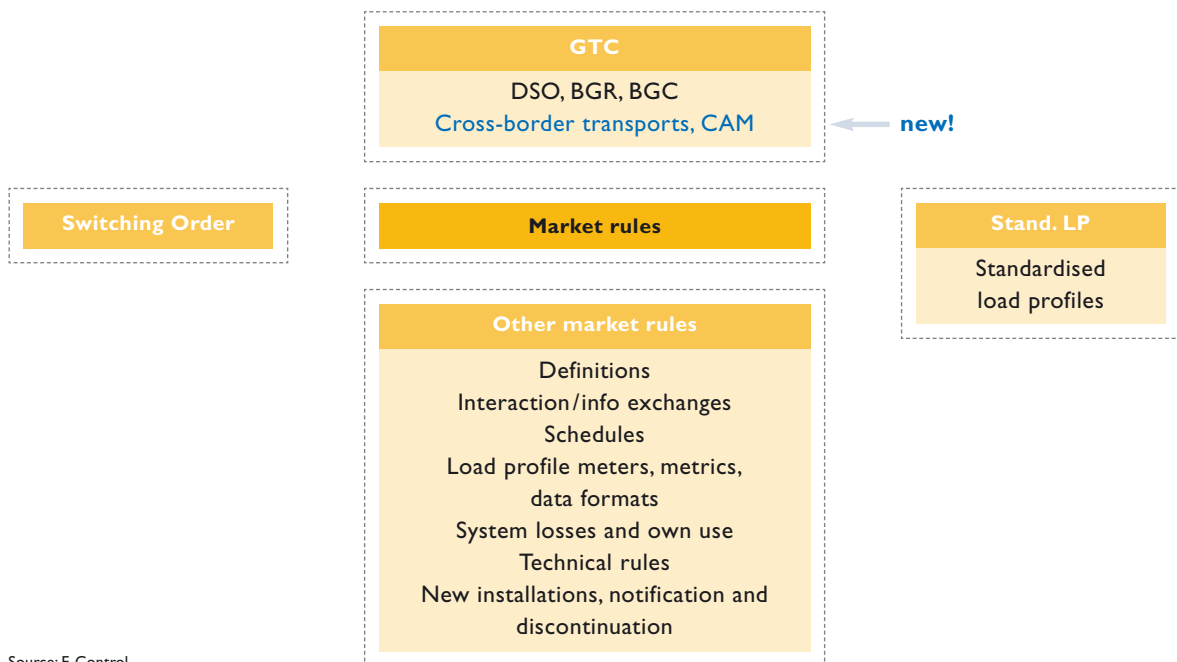 GTC
DSO, BGR, BGC
Cross-border transports, CAM
new!
Switching Order
Market rules
Stand. LP
Standardised
load profiles
Other market rules
Definitions
Interaction/info exchanges
Schedules
Load profile meters, metrics,
data formats
System losses and own use
Technical rules
New installations, notification and
discontinuation
Source: E-Control